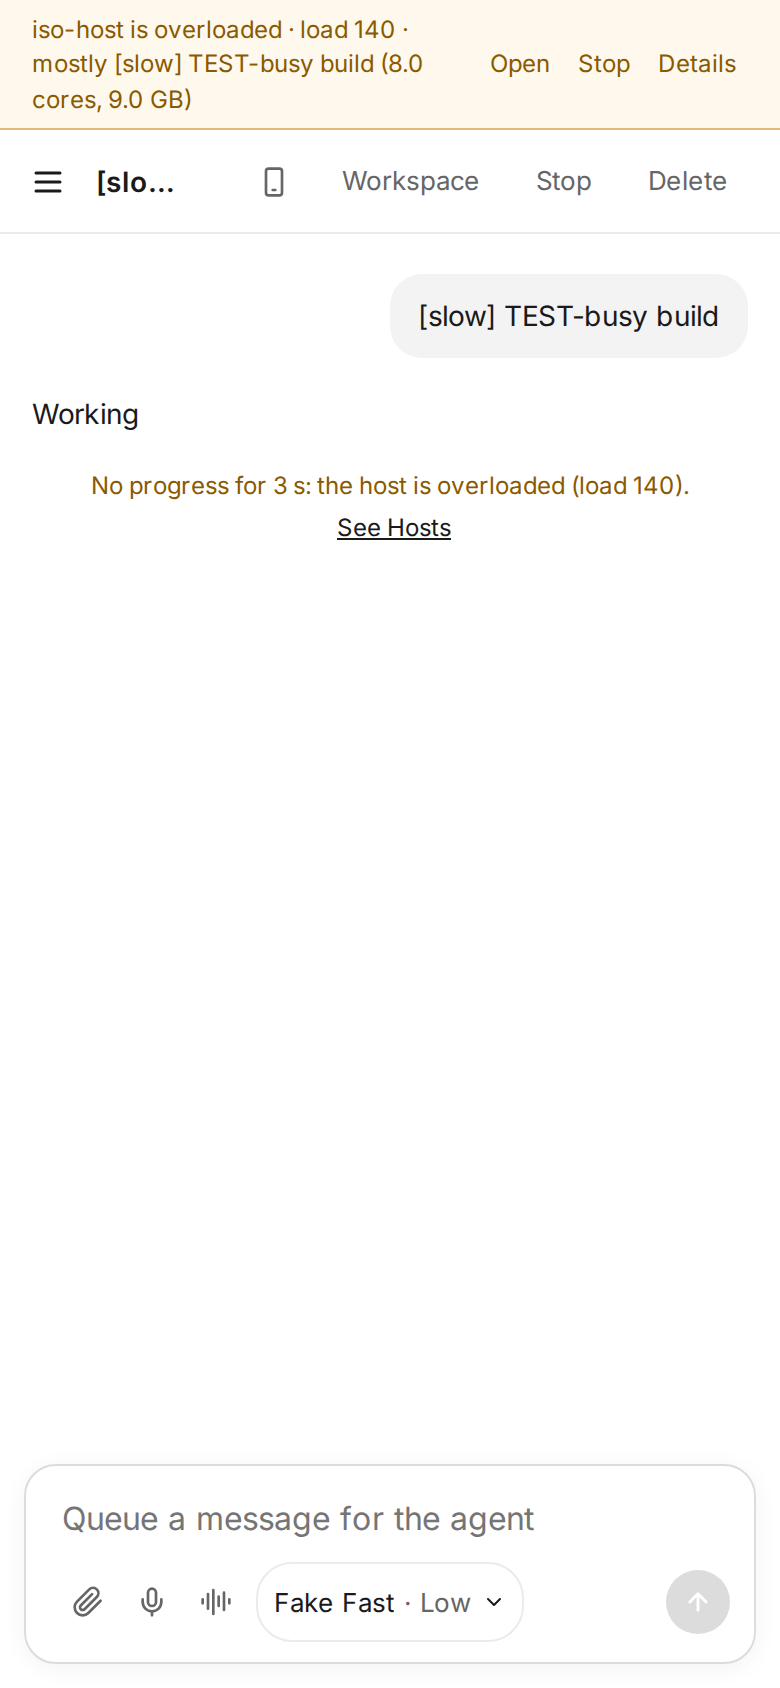 iso-host is overloaded · load 140 ·
mostly [slow] TEST-busy build (8.0
cores, 9.0 GB)
Open Stop Details
[slo... Workspace Stop Delete
[slow] TEST-busy build
Working
No progress for 3 s: the host is overloaded (load 140).
See Hosts
Queue a message for the agent
Fake Fast · Low